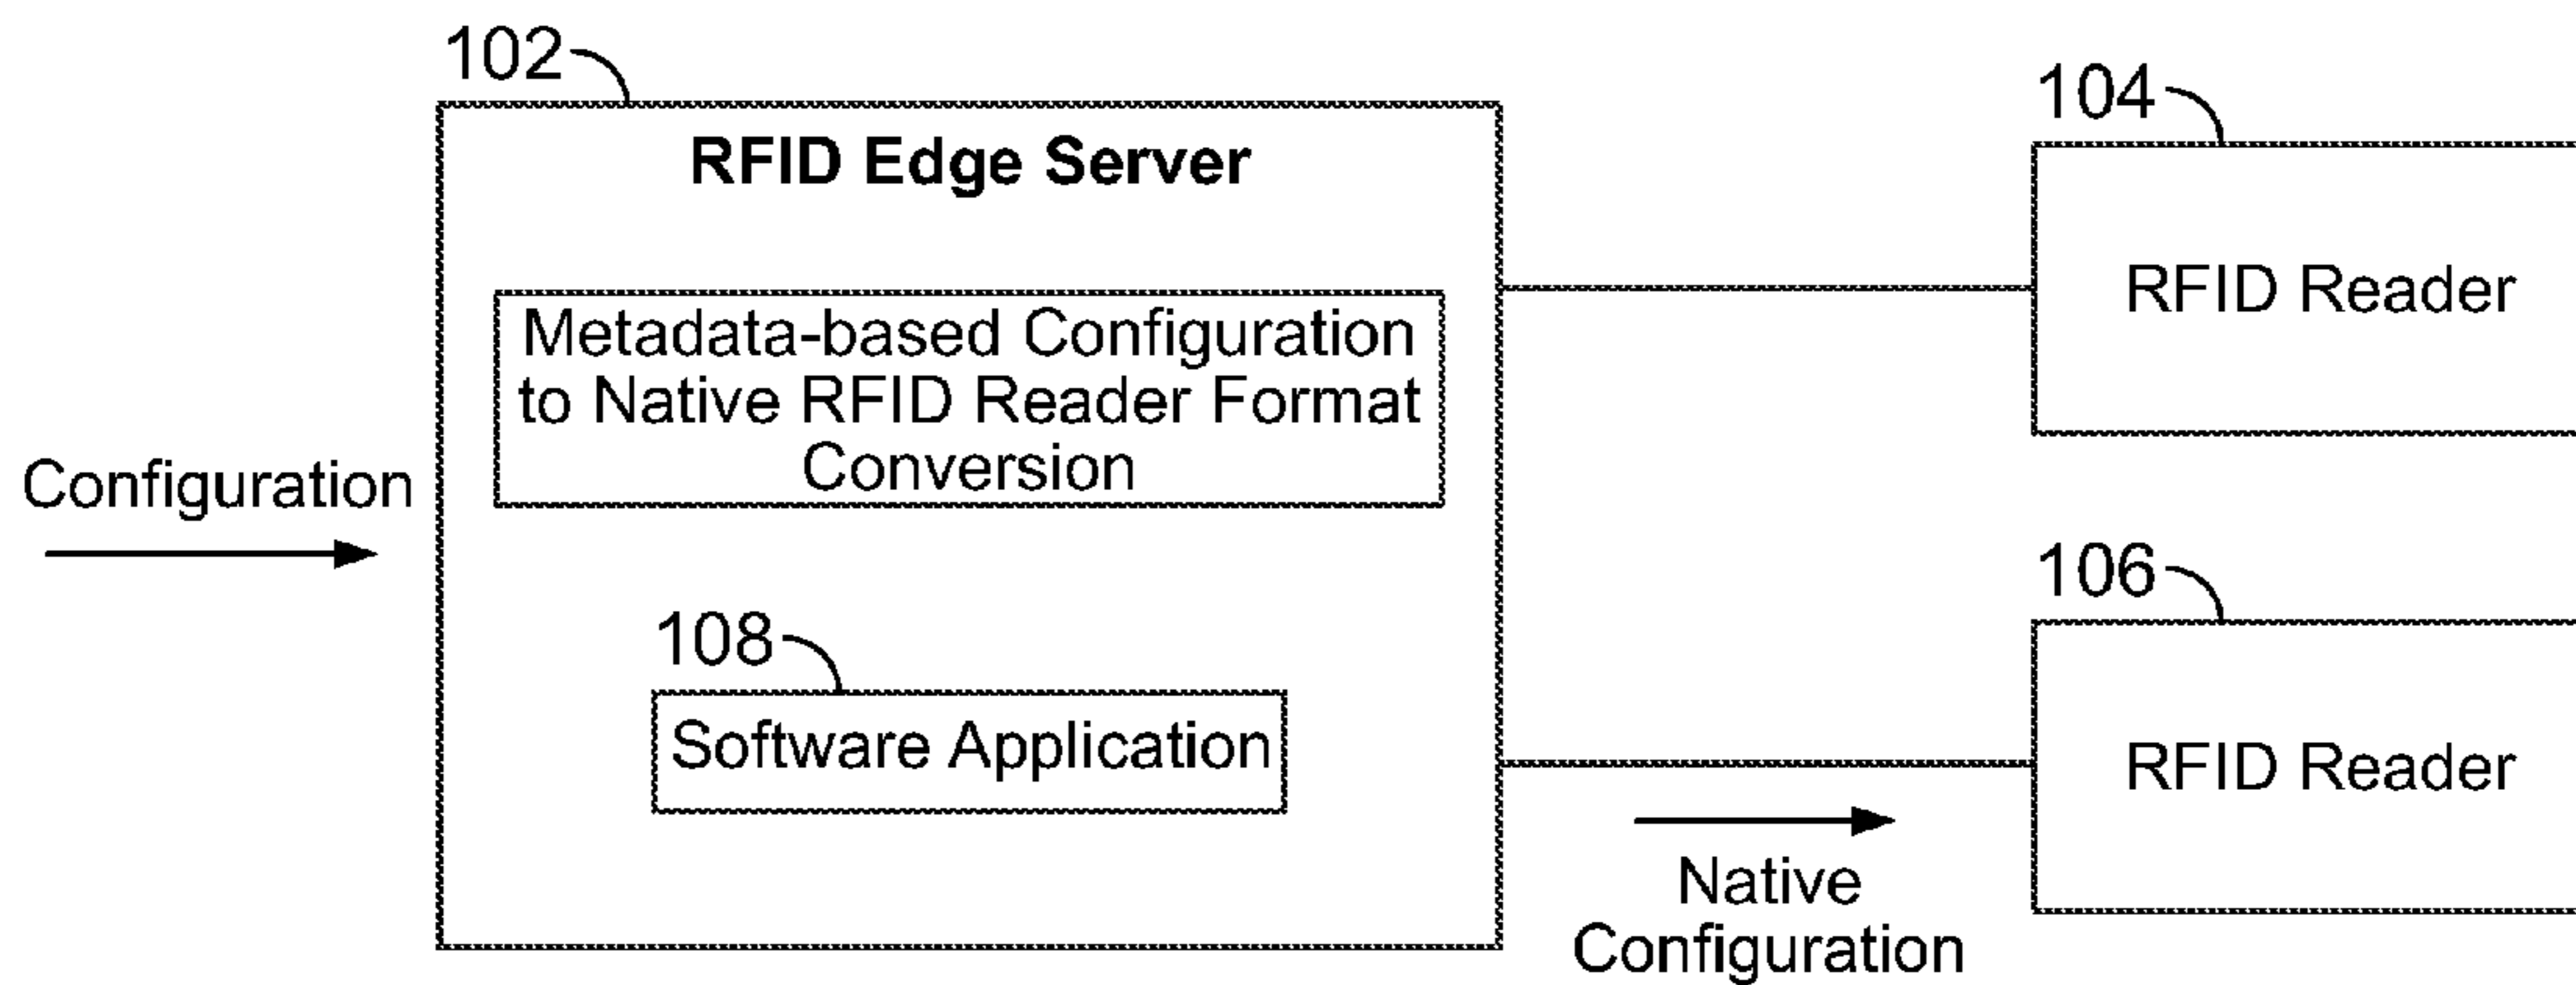 102
RFID Edge Server
Metadata-based Configuration
to Native RFID Reader Format
Conversion
Configuration
108
Software Application
104
RFID Reader
106
RFID Reader
Native
Configuration